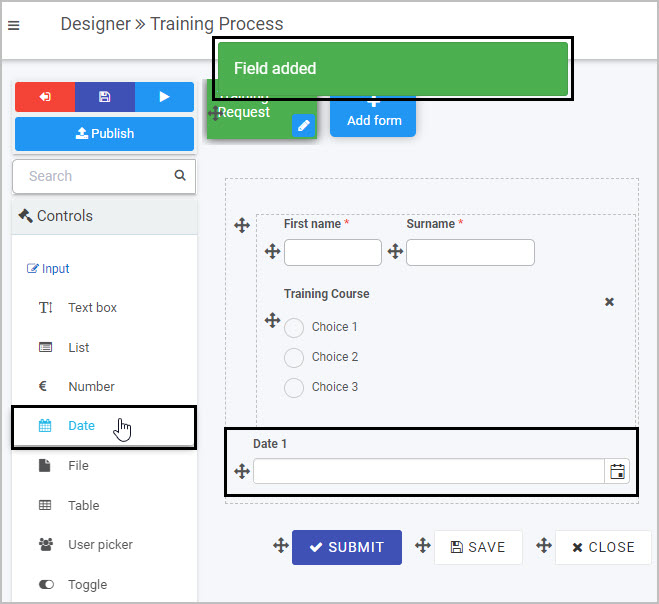 Designer » Training Process
Field added
Training
Request
Add form
Publish
Search
Controls
Input
Text box
List
Number
Date
File
Table
User picker
Toggle
First name *
Surname *
Training Course
Choice 1
Choice 2
Choice 3
Date 1
SUBMIT
SAVE
CLOSE